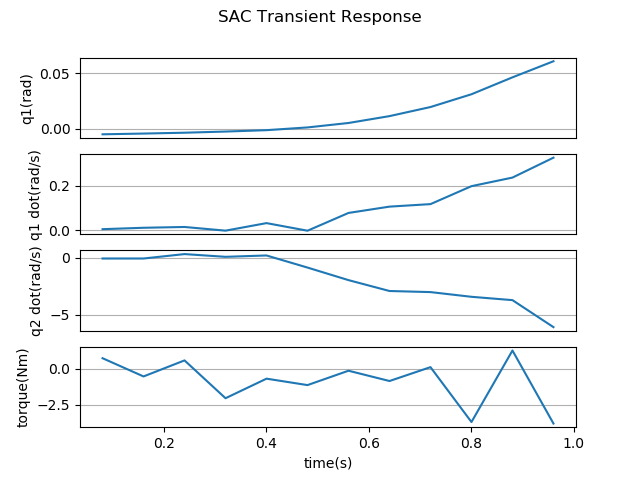 SAC Transient Response
q1(rad)
0.05
0.00
q1 dot(rad/s)
0.2
0.0
q2 dot(rad/s)
0
−5
torque(Nm)
0.0
−2.5
0.2 0.4 0.6 0.8 1.0
time(s)